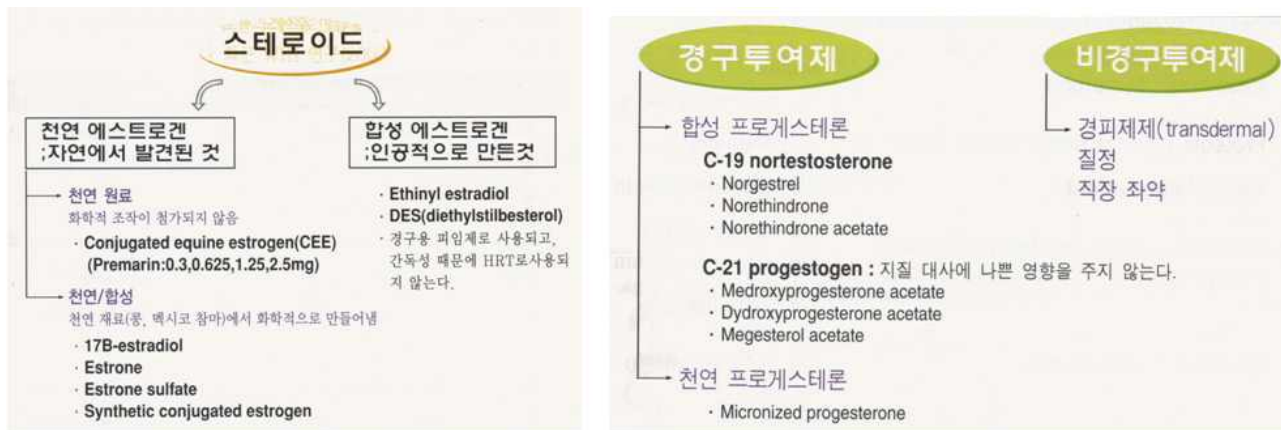 스테로이드
천연 에스트로겐
;자연에서 발견된 것
천연 원료
화학적 조작이 첨가되지 않음
· Conjugated equine estrogen(CEE)
(Premarin:0.3,0.625,1.25,2.5mg)
천연/합성
천연 재료(콩, 멕시코 참마)에서 화학적으로 만들어냄
· 17B-estradiol
· Estrone
· Estrone sulfate
· Synthetic conjugated estrogen
합성 에스트로겐
;인공적으로 만든것
· Ethinyl estradiol
· DES(diethylstilbesterol)
· 경구용 피임제로 사용되고,
간독성 때문에 HRT로사용되
지 않는다.
경구투여제
합성 프로게스테론
C-19 nortestosterone
· Norgestrel
· Norethindrone
· Norethindrone acetate
C-21 progestogen : 지질 대사에 나쁜 영향을 주지 않는다.
· Medroxyprogesterone acetate
· Dydroxyprogesterone acetate
· Megesterol acetate
천연 프로게스테론
· Micronized progesterone
비경구투여제
경피제제(transdermal)
질정
직장 좌약